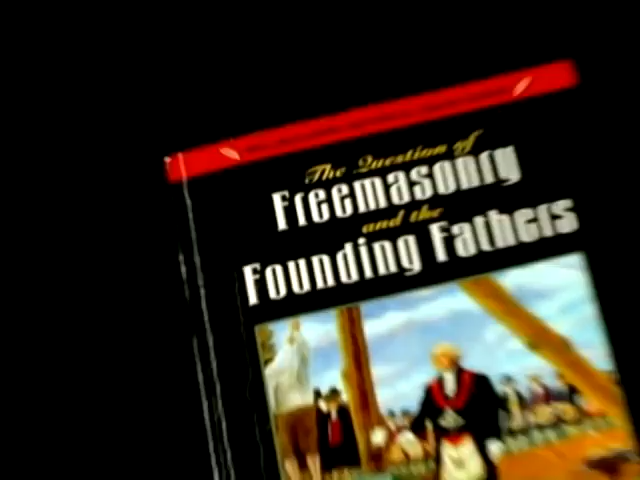 The Question of
Freemasonry
and the
Founding Fathers